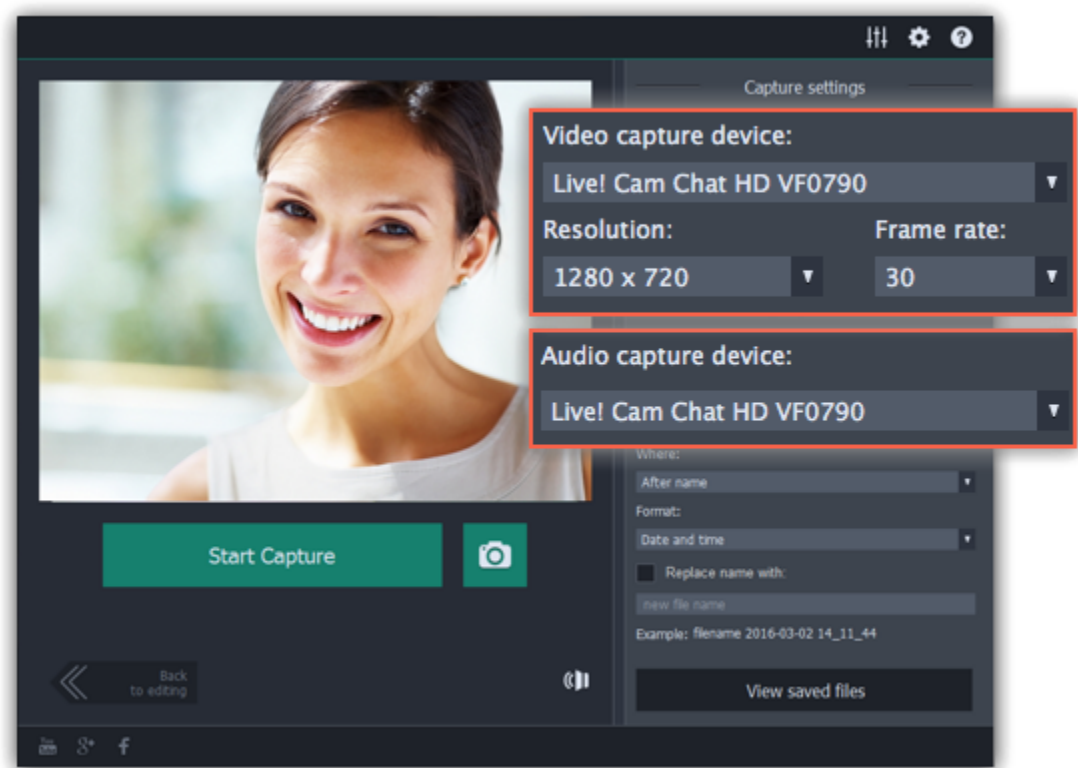 Capture settings
Video capture device:
Live! Cam Chat HD VF0790
Resolution:
Frame rate:
1280 x 720
30
Audio capture device:
Live! Cam Chat HD VF0790
Where:
After name
Format:
Date and time
Replace name with:
new file name
Example: filename 2016-03-02 14_11_44
View saved files
Start Capture
Back
to editing
g+
f